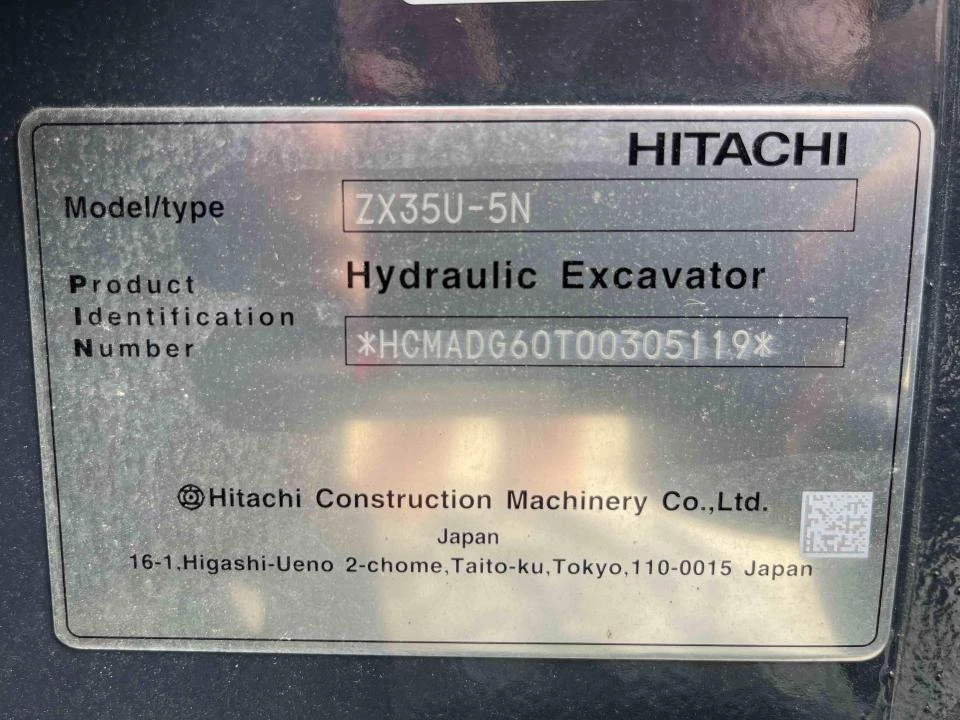 HITACHI
Model/type ZX35U-5N
Hydraulic Excavator
Product
Identification
Number
*HCMADG60T00305119*
Hitachi Construction Machinery Co.,Ltd.
Japan
16-1,Higashi-Ueno 2-chome,Taito-ku,Tokyo,110-0015 Japan